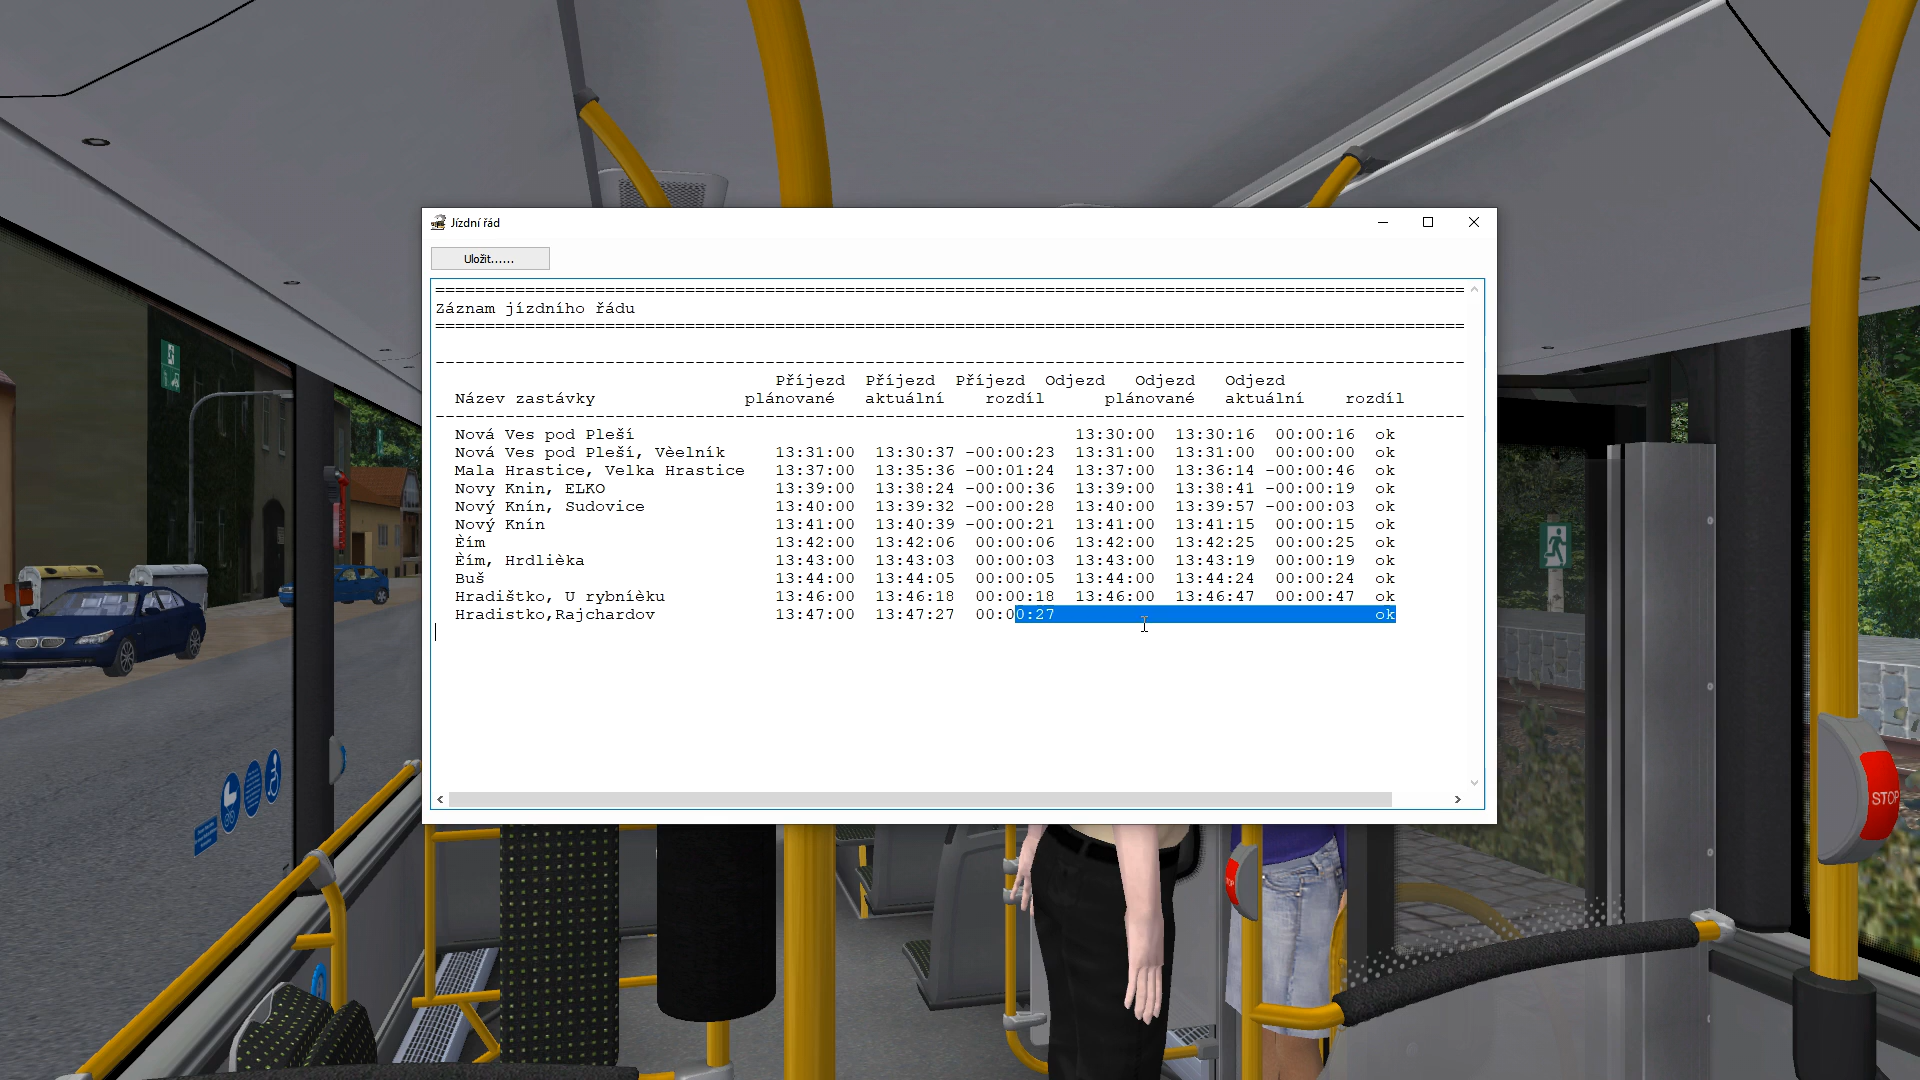 Jízdní řád
Uložit......
=======================================================================================================
Záznam jízdního řádu
=======================================================================================================
-------------------------------------------------------------------------------------------------------
Příjezd Příjezd Příjezd Odjezd Odjezd Odjezd
Název zastávky plánované aktuální rozdíl plánované aktuální rozdíl
-------------------------------------------------------------------------------------------------------
Nová Ves pod Pleší 13:30:00 13:30:16 00:00:16 ok
Nová Ves pod Pleší, Vèelník 13:31:00 13:30:37 -00:00:23 13:31:00 13:31:00 00:00:00 ok
Mala Hrastice, Velka Hrastice 13:37:00 13:35:36 -00:01:24 13:37:00 13:36:14 -00:00:46 ok
Novy Knin, ELKO 13:39:00 13:38:24 -00:00:36 13:39:00 13:38:41 -00:00:19 ok
Nový Knín, Sudovice 13:40:00 13:39:32 -00:00:28 13:40:00 13:39:57 -00:00:03 ok
Nový Knín 13:41:00 13:40:39 -00:00:21 13:41:00 13:41:15 00:00:15 ok
Èím 13:42:00 13:42:06 00:00:06 13:42:00 13:42:25 00:00:25 ok
Èím, Hrdlièka 13:43:00 13:43:03 00:00:03 13:43:00 13:43:19 00:00:19 ok
Buš 13:44:00 13:44:05 00:00:05 13:44:00 13:44:24 00:00:24 ok
Hradištko, U rybníèku 13:46:00 13:46:18 00:00:18 13:46:00 13:46:47 00:00:47 ok
Hradistko,Rajchardov 13:47:00 13:47:27 00:00:27 ok
STOP